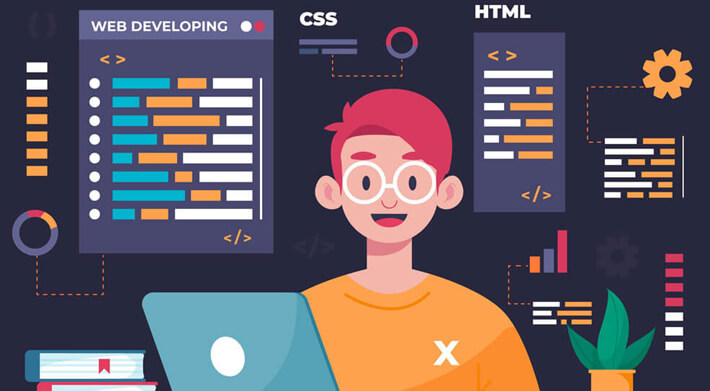 WEB DEVELOPING
CSS
HTML
< >
< >
</>
</>
</>
X